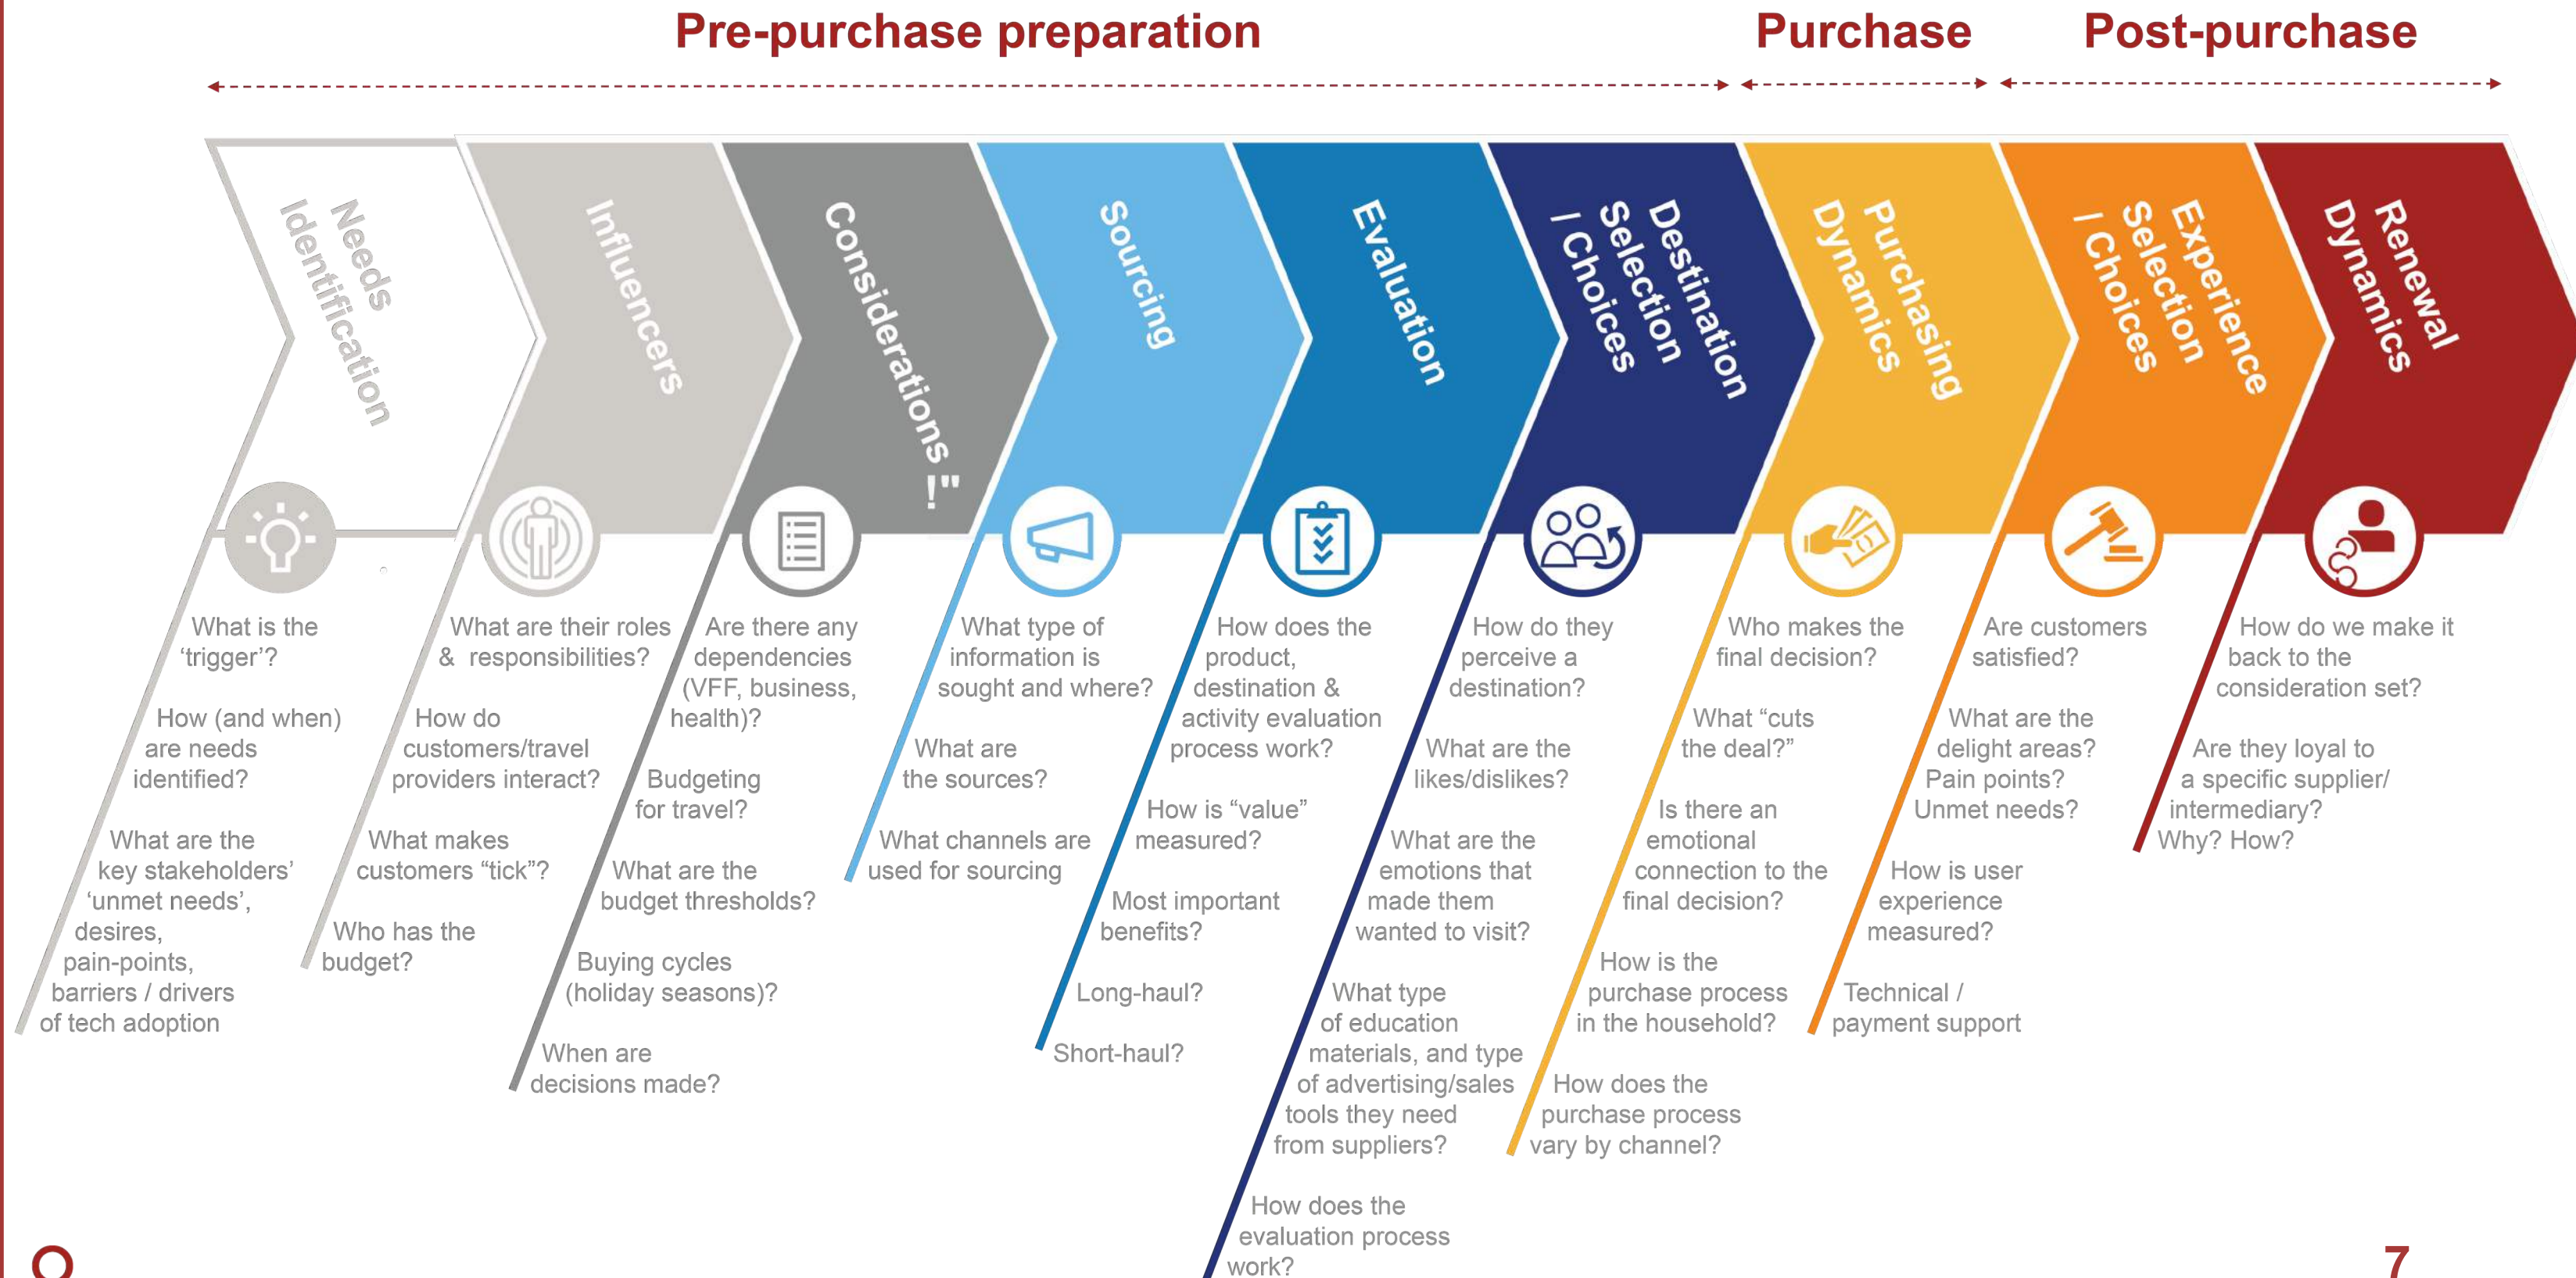 Pre-purchase preparation
Purchase
Post-purchase
Needs
Identification
Influencers
Considerations !"
Sourcing
Evaluation
Destination
Selection
/ Choices
Purchasing
Dynamics
Experience
Selection
/ Choices
Renewal
Dynamics
What is the
‘trigger’?
How (and when)
are needs
identified?
What are the
key stakeholders’
‘unmet needs’,
desires,
pain-points,
barriers / drivers
of tech adoption
What are their roles
& responsibilities?
How do
customers/travel
providers interact?
What makes
customers “tick”?
Who has the
budget?
Are there any
dependencies
(VFF, business,
health)?
Budgeting
for travel?
What are the
budget thresholds?
Buying cycles
(holiday seasons)?
When are
decisions made?
What type of
information is
sought and where?
What are
the sources?
What channels are
used for sourcing
How does the
product,
destination &
activity evaluation
process work?
How is “value”
measured?
Most important
benefits?
Long-haul?
Short-haul?
How do they
perceive a
destination?
What are the
likes/dislikes?
What are the
emotions that
made them
wanted to visit?
What type
of education
materials, and type
of advertising/sales
tools they need
from suppliers?
How does the
evaluation process
work?
Who makes the
final decision?
What “cuts
the deal?”
Is there an
emotional
connection to the
final decision?
How is the
purchase process
in the household?
How does the
purchase process
vary by channel?
Are customers
satisfied?
What are the
delight areas?
Pain points?
Unmet needs?
How is user
experience
measured?
Technical /
payment support
How do we make it
back to the
consideration set?
Are they loyal to
a specific supplier/
intermediary?
Why? How?
7